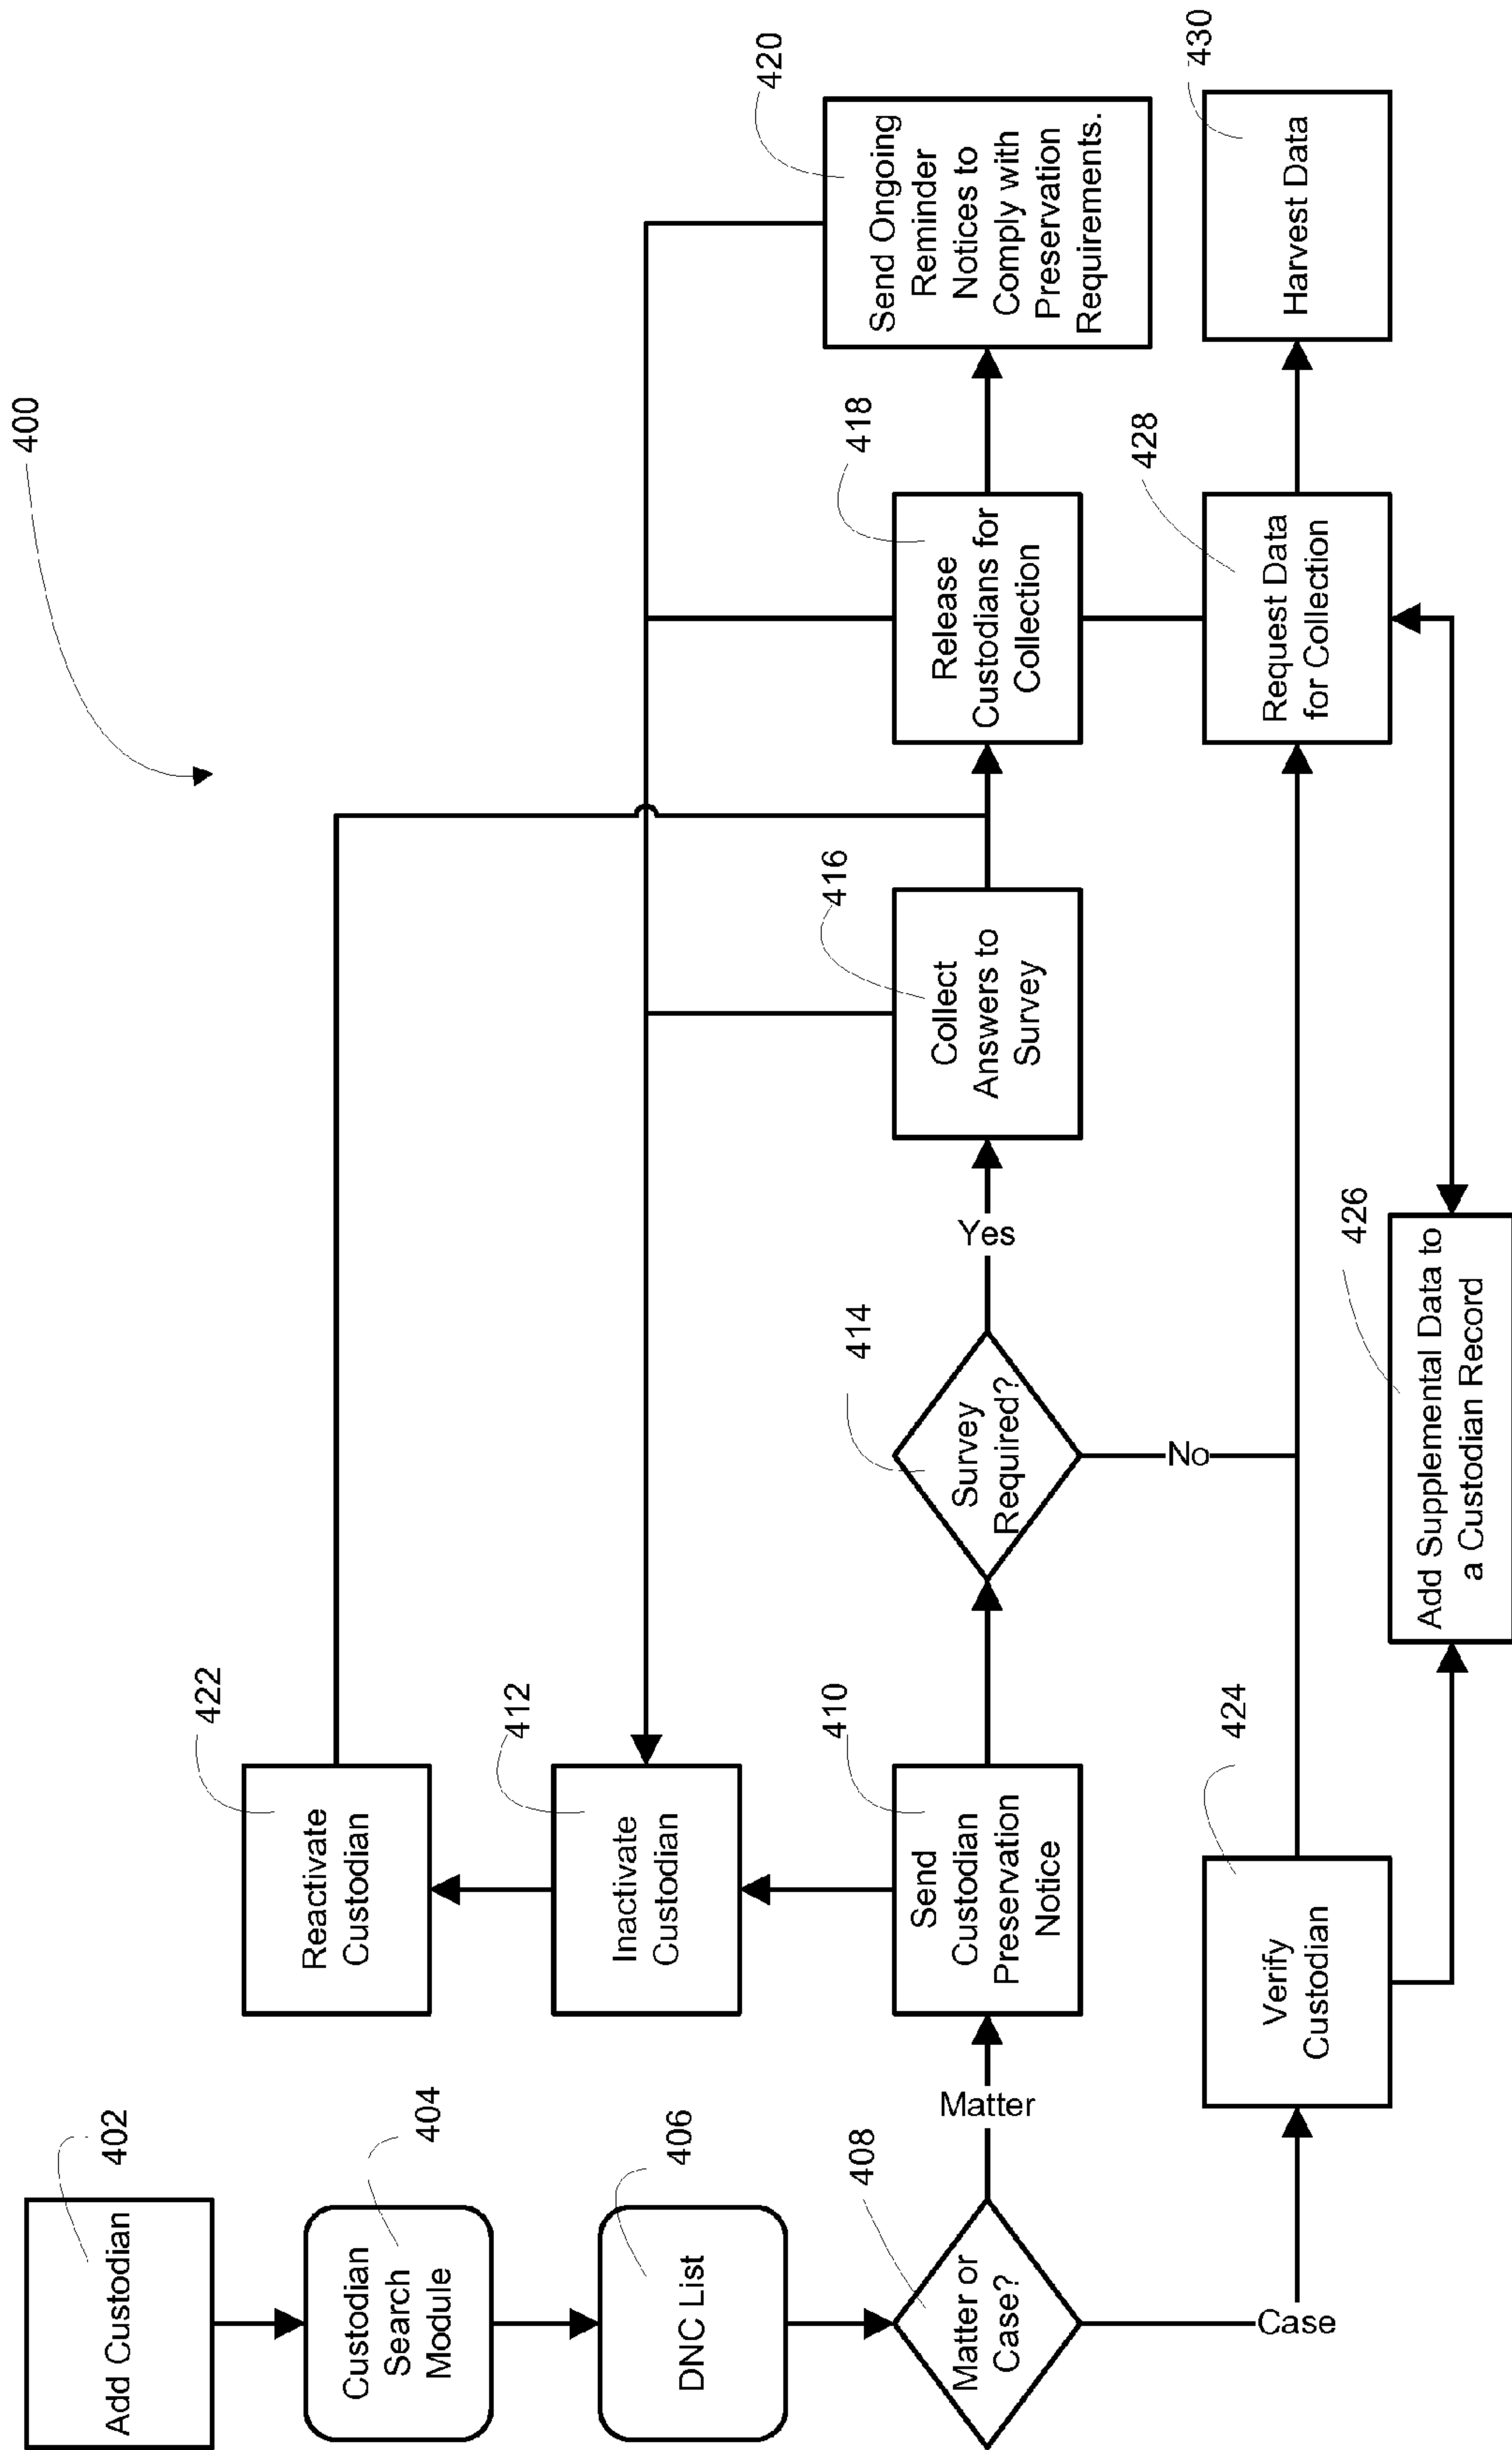 400
402
Add Custodian
404
Custodian
Search
Module
406
DNC List
408
Matter or
Case?
Matter
Case
422
Reactivate
Custodian
412
Inactivate
Custodian
410
Send
Custodian
Preservation
Notice
414
Survey
Required?
Yes
No
416
Collect
Answers to
Survey
418
Release
Custodians for
Collection
420
Send Ongoing
Reminder
Notices to
Comply with
Preservation
Requirements.
424
Verify
Custodian
426
Add Supplemental Data to
a Custodian Record
428
Request Data
for Collection
430
Harvest Data